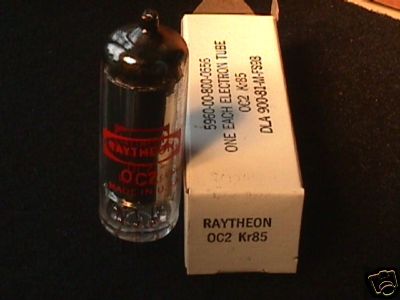 RAYTHEON
OC2
MADE IN U.
5960-00-800-0656
ONE EACH ELECTRON TUBE
OC2 Kr85
DLA 900-81-M-FS98
RAYTHEON
OC2 Kr85